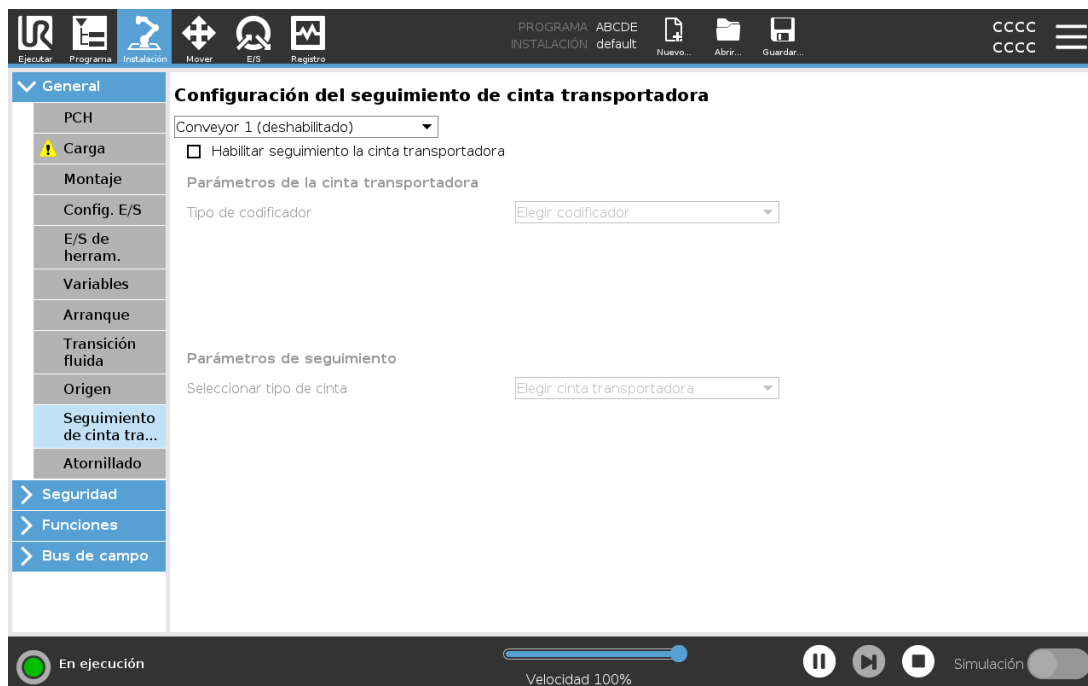 UR
Ejecutar
Programa
Instalación
Mover
E/S
Registro
PROGRAMA ABCDE
INSTALACIÓN default
Nuevo...
Abrir...
Guardar...
CCCC
CCCC
General
PCH
Carga
Montaje
Config. E/S
E/S de
herram.
Variables
Arranque
Transición
fluida
Origen
Seguimiento
de cinta tra...
Atornillado
Seguridad
Funciones
Bus de campo
Configuración del seguimiento de cinta transportadora
Conveyor 1 (deshabilitado)
Habilitar seguimiento la cinta transportadora
Parámetros de la cinta transportadora
Tipo de codificador
Elegir codificador
Parámetros de seguimiento
Seleccionar tipo de cinta
Elegir cinta transportadora
En ejecución
Velocidad 100%
Simulación